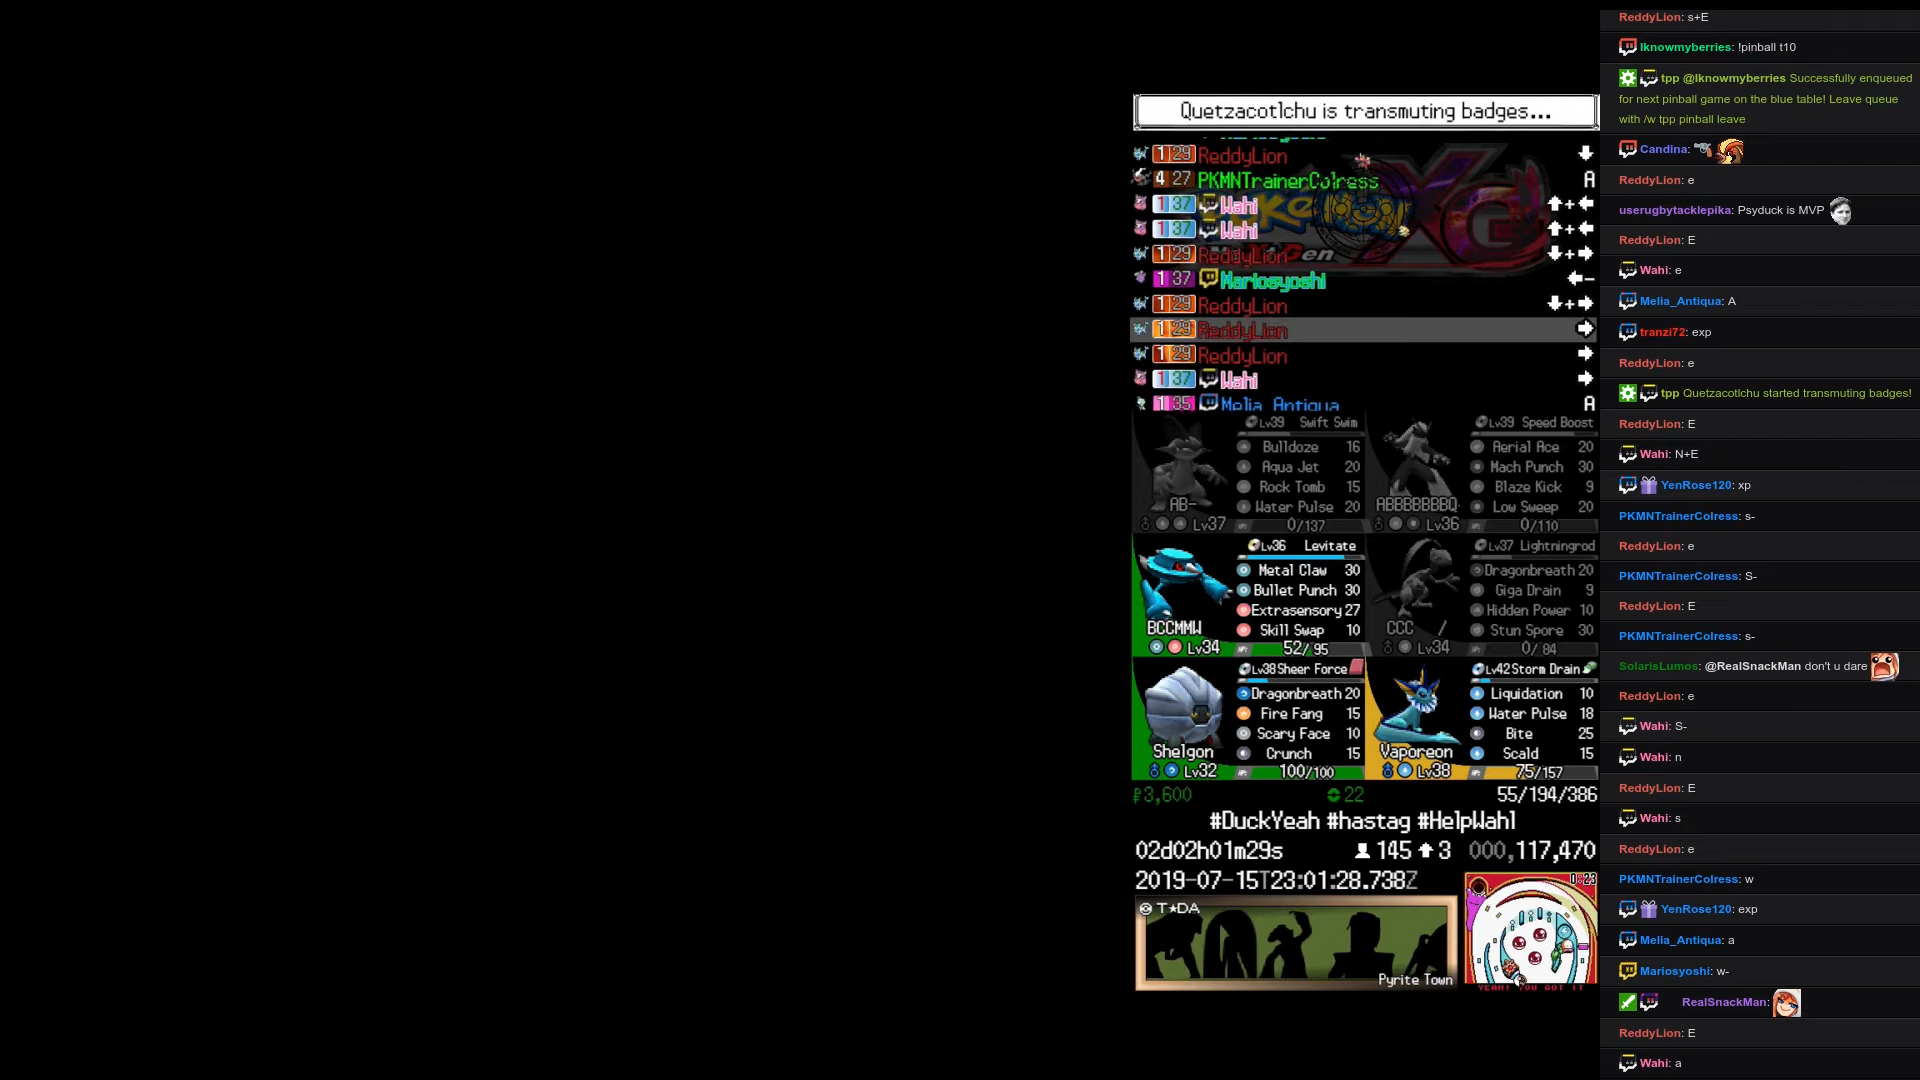 Quetzacotlchu is transmuting badges...
1 29 ReddyLion
4 27 PKMNTrainerColress A
1 37 Wahi +
1 37 Wahi +
1 29 ReddyLion +
1 37 Mariosyoshi -
1 29 ReddyLion +
1 29 ReddyLion
1 29 ReddyLion
1 37 Wahi
1 35 Melia_Antiqua A
Lv39 Swift Swim
Bulldoze 16
Aqua Jet 20
Rock Tomb 15
Water Pulse 20
AB-
Lv37 0/137
Lv39 Speed Boost
Aerial Ace 20
Mach Punch 30
Blaze Kick 9
Low Sweep 20
ABBBBBBBQ
Lv36 0/110
Lv36 Levitate
Metal Claw 30
Bullet Punch 30
Extrasensory 27
Skill Swap 10
BCCMMW
Lv34 HP: 52/95
Lv37 Lightningrod
Dragonbreath 20
Giga Drain 9
Hidden Power 10
Stun Spore 30
CCC /
Lv34 0/84
Lv38 Sheer Force
Dragonbreath 20
Fire Fang 15
Scary Face 10
Crunch 15
Shelgon
Lv32 HP: 100/100
Lv42 Storm Drain
Liquidation 10
Water Pulse 18
Bite 25
Scald 15
Vaporeon
Lv38 HP: 75/157
₽3,600 22 55/194/386
#DuckYeah #hastag #HelpWahl
02d02h01m29s 145 3 000,117,470
2019-07-15T23:01:28.738Z
T★DA
Pyrite Town
0:23
YEAH! YOU GOT IT
ReddyLion: s+E
Iknowmyberries: !pinball t10
tpp @Iknowmyberries Successfully enqueued
for next pinball game on the blue table! Leave queue
with /w tpp pinball leave
Candina:
ReddyLion: e
userugbytacklepika: Psyduck is MVP
ReddyLion: E
Wahi: e
Melia_Antiqua: A
tranzi72: exp
ReddyLion: e
tpp Quetzacotlchu started transmuting badges!
ReddyLion: E
Wahi: N+E
YenRose120: xp
PKMNTrainerColress: s-
ReddyLion: e
PKMNTrainerColress: S-
ReddyLion: E
PKMNTrainerColress: s-
SolarisLumos: @RealSnackMan don't u dare
ReddyLion: e
Wahi: S-
Wahi: n
ReddyLion: E
Wahi: s
ReddyLion: e
PKMNTrainerColress: w
YenRose120: exp
Melia_Antiqua: a
Mariosyoshi: w-
RealSnackMan:
ReddyLion: E
Wahi: a